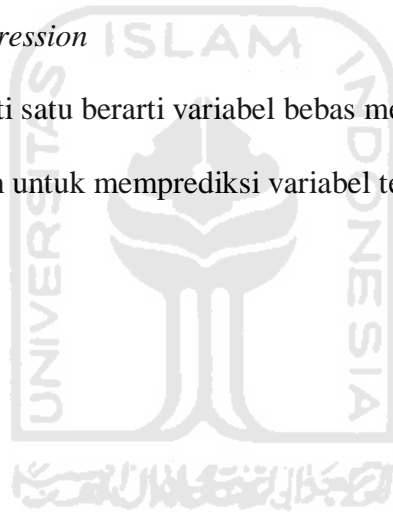 ression
ISLAM
ti satu berarti variabel bebas me
n untuk memprediksi variabel te
UNIVERSITAS
INDONESIA